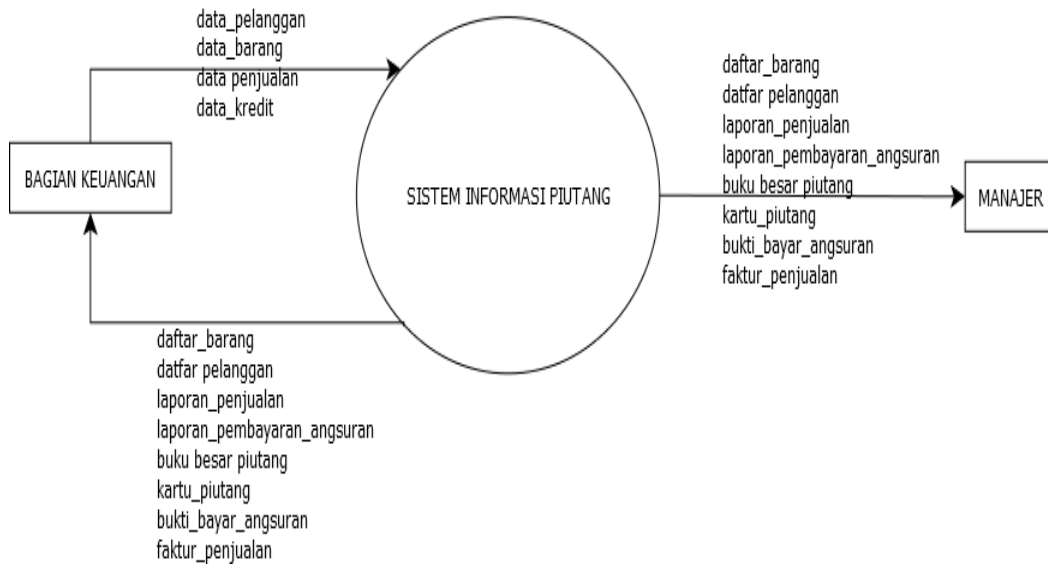 data_pelanggan
data_barang
data penjualan
data_kredit
BAGIAN KEUANGAN
SISTEM INFORMASI PIUTANG
daftar_barang
datfar pelanggan
laporan_penjualan
laporan_pembayaran_angsuran
buku besar piutang
kartu_piutang
bukti_bayar_angsuran
faktur_penjualan
MANAJER
daftar_barang
datfar pelanggan
laporan_penjualan
laporan_pembayaran_angsuran
buku besar piutang
kartu_piutang
bukti_bayar_angsuran
faktur_penjualan